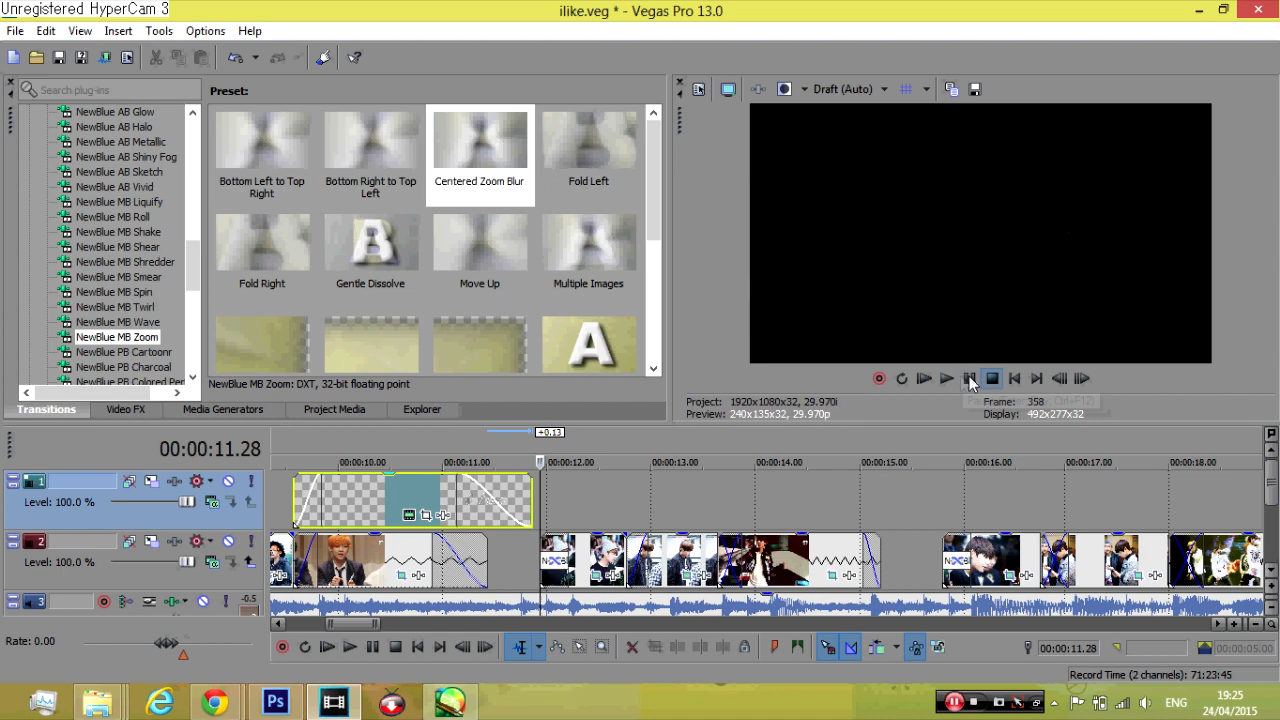 Unregistered HyperCam 3
ilike.veg * - Vegas Pro 13.0
File Edit View Insert Tools Options Help
Search plug-ins
Preset:
Draft (Auto)
NewBlue AB Glow
NewBlue AB Halo
NewBlue AB Metallic
NewBlue AB Shiny Fog
NewBlue AB Sketch
NewBlue AB Vivid
NewBlue MB Liquify
NewBlue MB Roll
NewBlue MB Shake
NewBlue MB Shear
NewBlue MB Shredder
NewBlue MB Smear
NewBlue MB Spin
NewBlue MB Twirl
NewBlue MB Wave
NewBlue MB Zoom
NewBlue PB Cartoonr
NewBlue PB Charcoal
NewBlue PB Colored Pen
Bottom Left to Top Right
Bottom Right to Top Left
Centered Zoom Blur
Fold Left
Fold Right
Gentle Dissolve
Move Up
Multiple Images
NewBlue MB Zoom: DXT, 32-bit floating point
Transitions Video FX Media Generators Project Media Explorer
Project: 1920x1080x32, 29.970i
Frame: 358
Preview: 240x135x32, 29.970p
Display: 492x277x32
+0.13
00:00:11.28
00:00:10.00 00:00:11.00 00:00:12.00 00:00:13.00 00:00:14.00 00:00:15.00 00:00:16.00 00:00:17.00 00:00:18.00
1
Level: 100.0 %
2
Level: 100.0 %
3
-0.5
Rate: 0.00
00:00:11.28
00:00:05.00
Record Time (2 channels): 71:23:45
Ps
ENG
19:25
24/04/2015